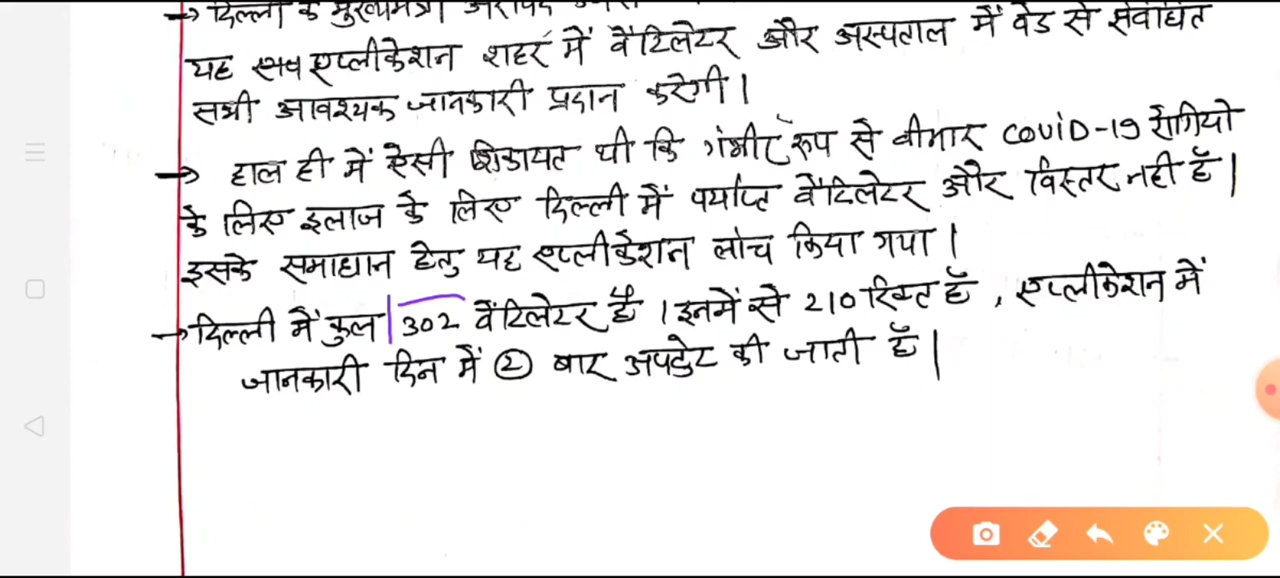 → दिल्ली के मुख्यमंत्री
यह सब एप्लीकेशन शहर में वेंटिलेटर और अस्पताल में बेड से संबंधित
सभी आवश्यक जानकारी प्रदान करेगी।
→ हाल ही में ऐसी शिकायत थी कि गंभीर रूप से बीमार COViD-19 रोगियो
के लिए इलाज के लिए दिल्ली में पर्याप्त वेंटिलेटर और बिस्तर नही है।
इसके समाधान हेतु यह एप्लीकेशन लांच किया गया।
→ दिल्ली में कुल 302 वेंटिलेटर है। इनमें से 210 रिक्त है, एप्लीकेशन में
जानकारी दिन में 2 बार अपडेट की जाती है।